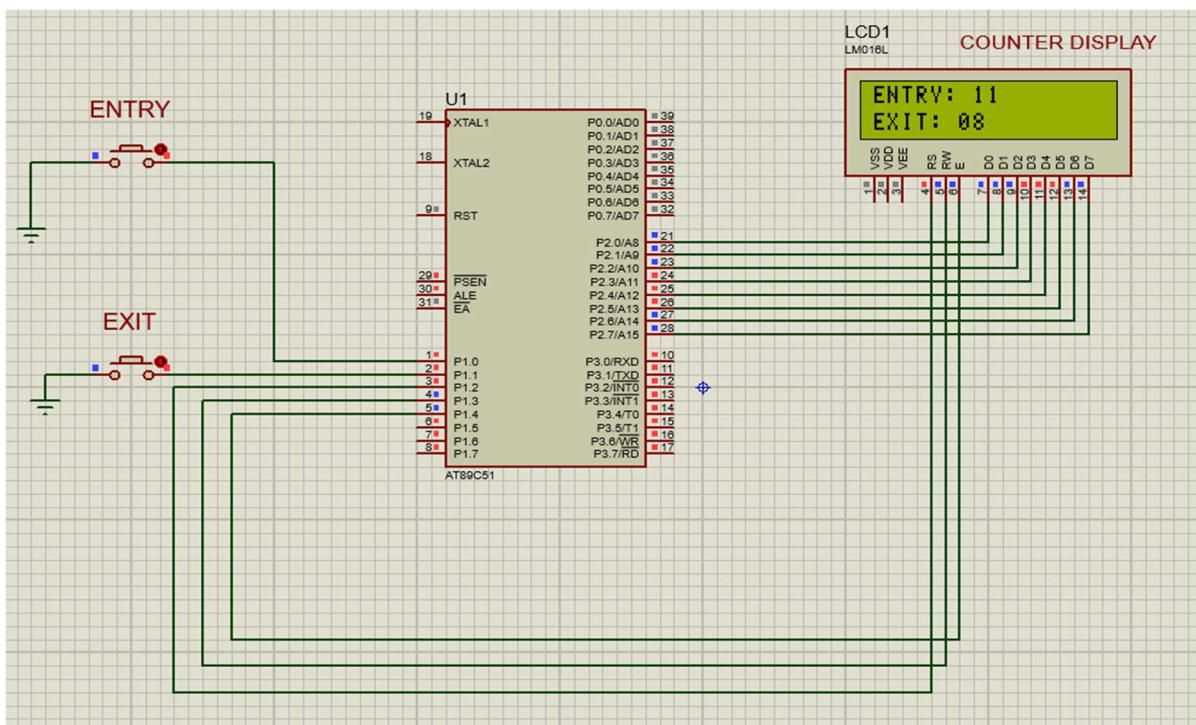 LCD1
LM016L
COUNTER DISPLAY
ENTRY: 11
EXIT: 08
VSS
VDD
VEE
RS
RW
E
D0
D1
D2
D3
D4
D5
D6
D7
1
2
3
4
5
6
7
8
9
10
11
12
13
14
ENTRY
EXIT
U1
19 XTAL1
18 XTAL2
9 RST
29 PSEN
30 ALE
31 EA
1 P1.0
2 P1.1
3 P1.2
4 P1.3
5 P1.4
6 P1.5
7 P1.6
8 P1.7
P0.0/AD0 39
P0.1/AD1 38
P0.2/AD2 37
P0.3/AD3 36
P0.4/AD4 35
P0.5/AD5 34
P0.6/AD6 33
P0.7/AD7 32
P2.0/A8 21
P2.1/A9 22
P2.2/A10 23
P2.3/A11 24
P2.4/A12 25
P2.5/A13 26
P2.6/A14 27
P2.7/A15 28
P3.0/RXD 10
P3.1/TXD 11
P3.2/INT0 12
P3.3/INT1 13
P3.4/T0 14
P3.5/T1 15
P3.6/WR 16
P3.7/RD 17
AT89C51